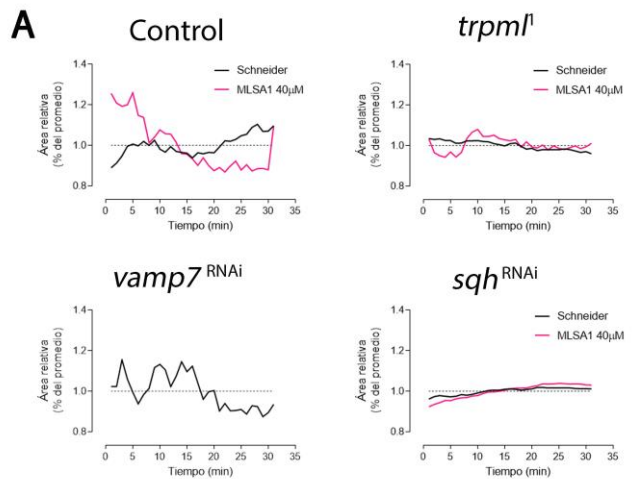 A
Control
Schneider
MLSA1 40µM
Área relativa
(% del promedio)
1.4
1.2
1.0
0.8
0 5 10 15 20 25 30 35
Tiempo (min)
trpml¹
Schneider
MLSA1 40µM
Área relativa
(% del promedio)
1.4
1.2
1.0
0.8
0 5 10 15 20 25 30 35
Tiempo (min)
vamp7 RNAi
Área relativa
(% del promedio)
1.4
1.2
1.0
0.8
0 5 10 15 20 25 30 35
Tiempo (min)
sqh RNAi
Schneider
MLSA1 40µM
Área relativa
(% del promedio)
1.4
1.2
1.0
0.8
0 5 10 15 20 25 30 35
Tiempo (min)